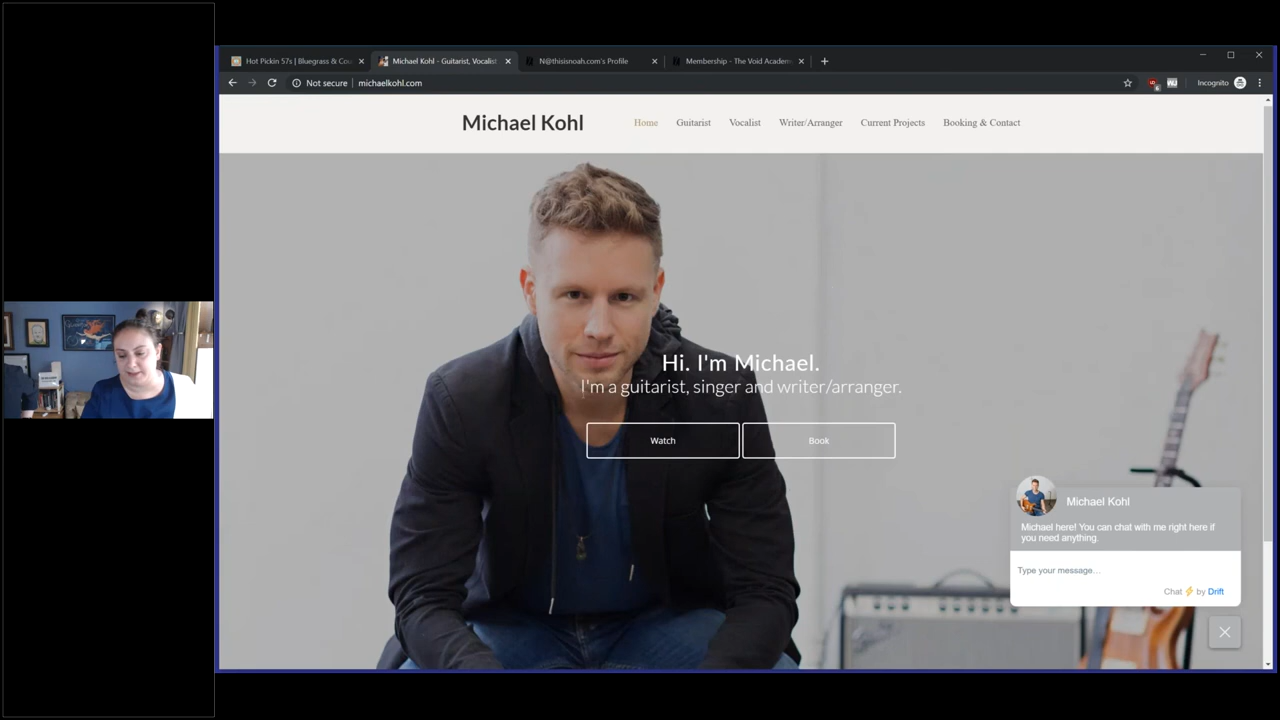 Hot Pickin 57s | Bluegrass & Cou
Michael Kohl - Guitarist, Vocalist
N@thisisnoah.com's Profile
Membership - The Void Academ
Not secure
michaelkohl.com
Incognito
Michael Kohl
Home
Guitarist
Vocalist
Writer/Arranger
Current Projects
Booking & Contact
Hi. I'm Michael.
I'm a guitarist, singer and writer/arranger.
Watch
Book
Michael Kohl
Michael here! You can chat with me right here if
you need anything.
Type your message...
Chat ⚡ by Drift